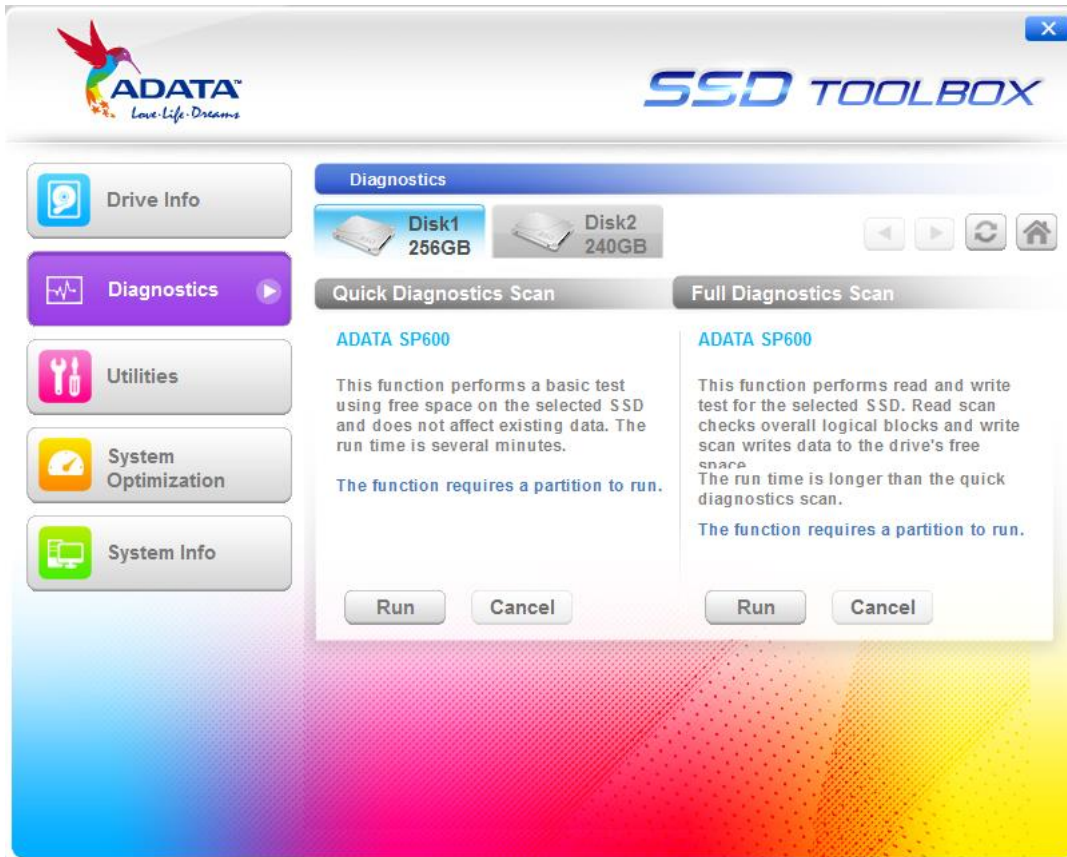 ADATA™
Love·Life·Dreams
SSD TOOLBOX
Drive Info
Diagnostics
Utilities
System
Optimization
System Info
Diagnostics
Disk1
256GB
Disk2
240GB
Quick Diagnostics Scan
ADATA SP600
This function performs a basic test
using free space on the selected SSD
and does not affect existing data. The
run time is several minutes.
The function requires a partition to run.
Run
Cancel
Full Diagnostics Scan
ADATA SP600
This function performs read and write
test for the selected SSD. Read scan
checks overall logical blocks and write
scan writes data to the drive's free
space
The run time is longer than the quick
diagnostics scan.
The function requires a partition to run.
Run
Cancel